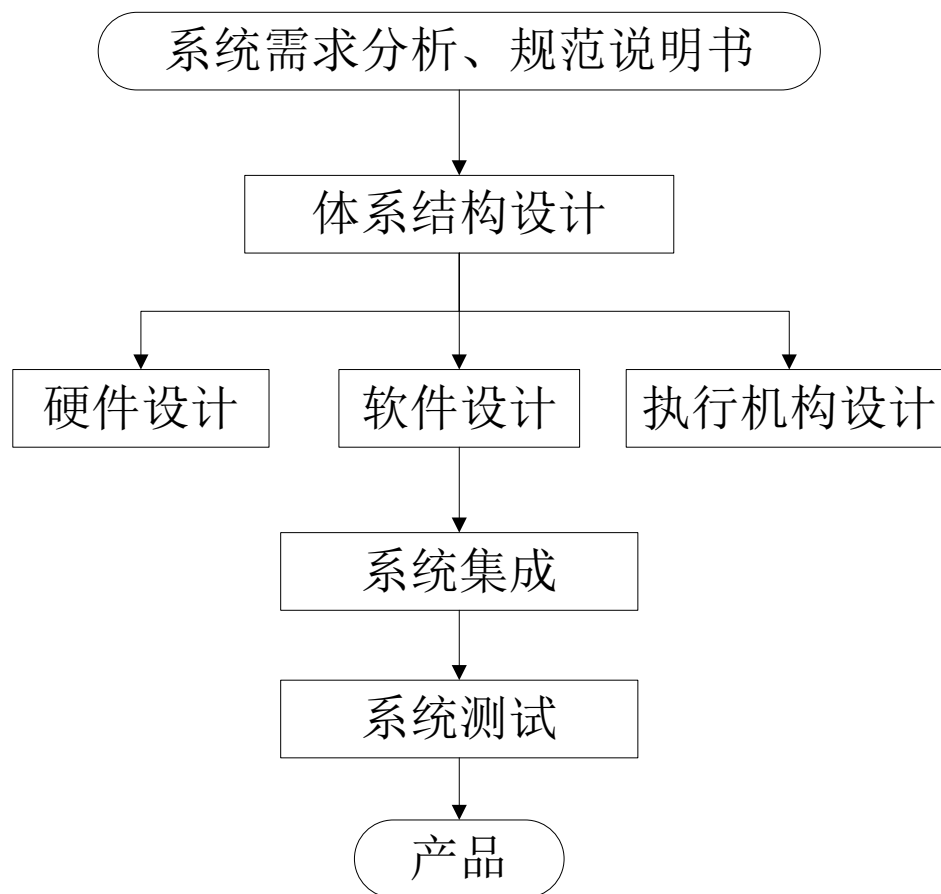 系统需求分析、规范说明书
体系结构设计
硬件设计
软件设计
执行机构设计
系统集成
系统测试
产品